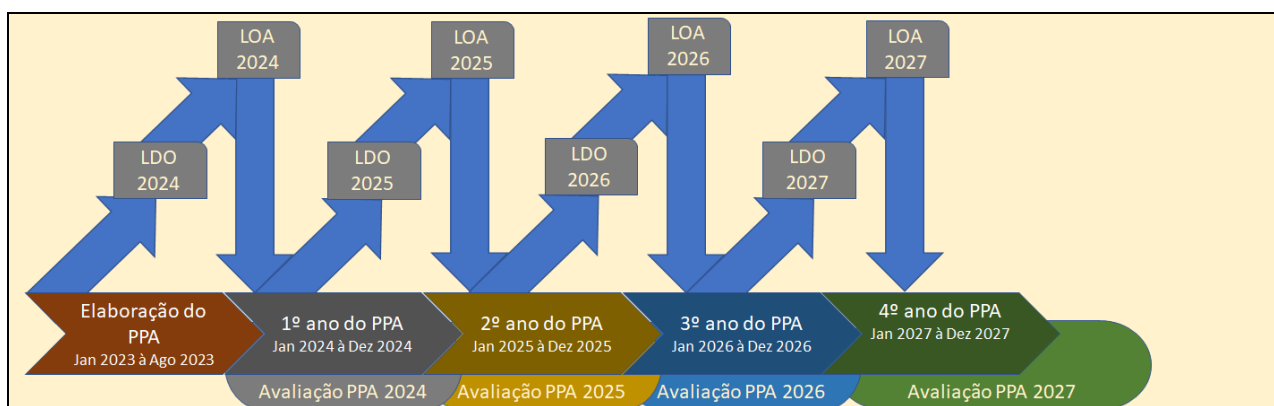 LOA
2024
LOA
2025
LOA
2026
LOA
2027
LDO
2024
LDO
2025
LDO
2026
LDO
2027
Elaboração do
PPA
Jan 2023 à Ago 2023
1º ano do PPA
Jan 2024 à Dez 2024
2º ano do PPA
Jan 2025 à Dez 2025
3º ano do PPA
Jan 2026 à Dez 2026
4º ano do PPA
Jan 2027 à Dez 2027
Avaliação PPA 2024
Avaliação PPA 2025
Avaliação PPA 2026
Avaliação PPA 2027